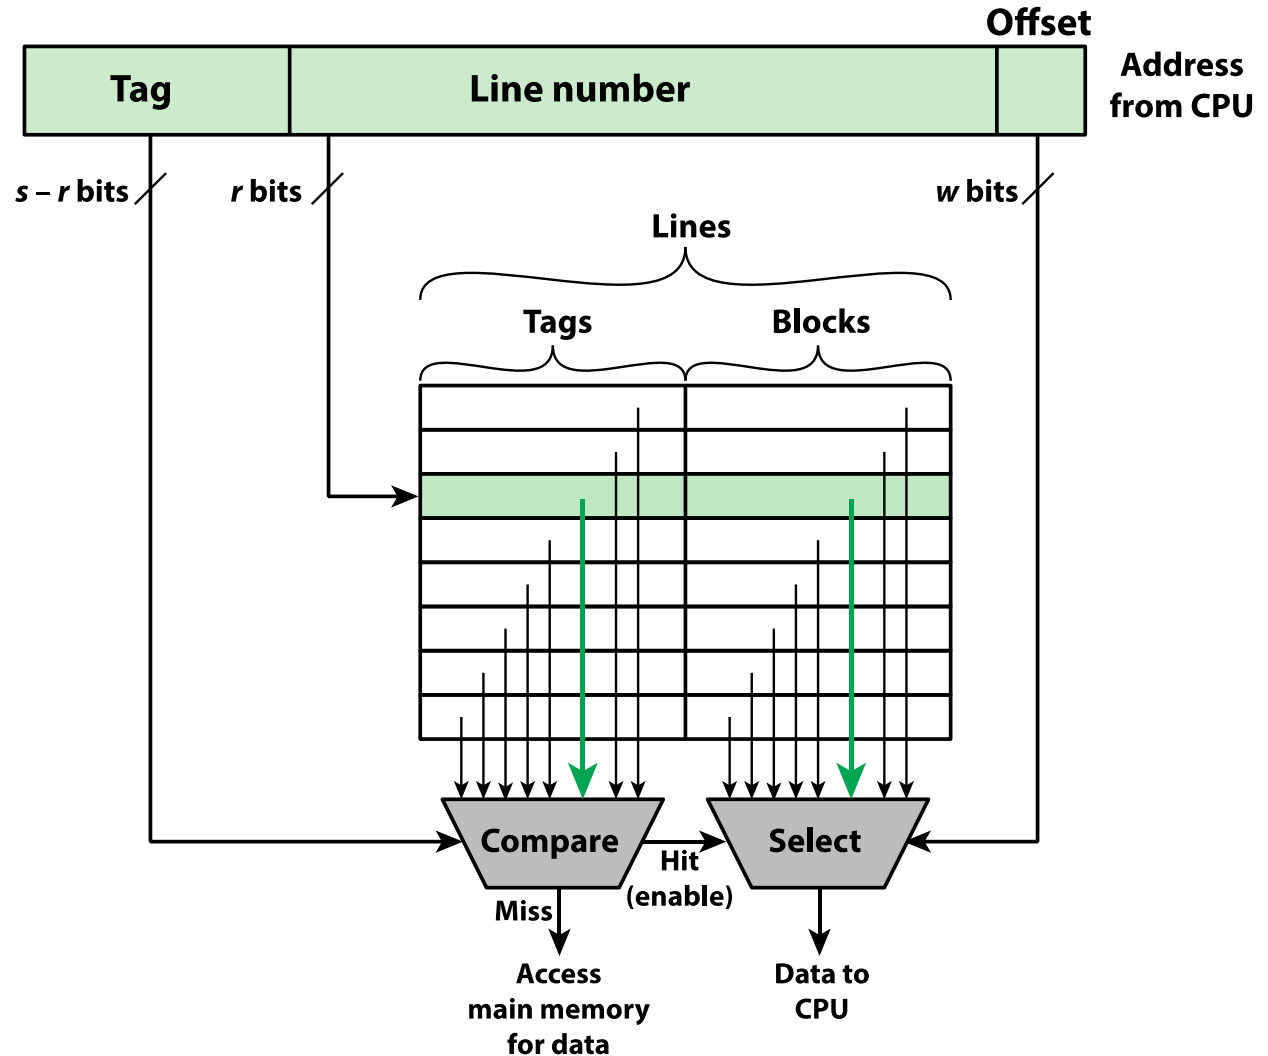 Offset
Tag
Line number
Address
from CPU
s – r bits
r bits
w bits
Lines
Tags
Blocks
Compare
Select
Hit
(enable)
Miss
Access
main memory
for data
Data to
CPU